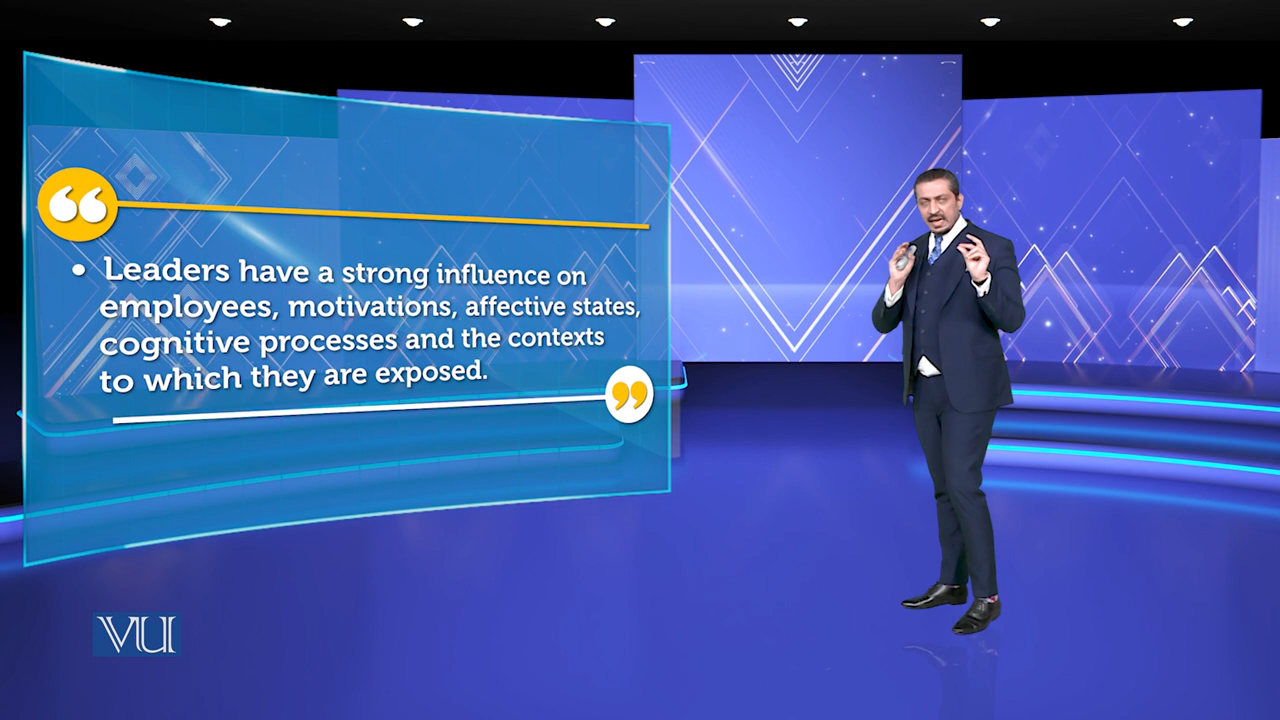 • Leaders have a strong influence on
employees, motivations, affective states,
cognitive processes and the contexts
to which they are exposed.
VU